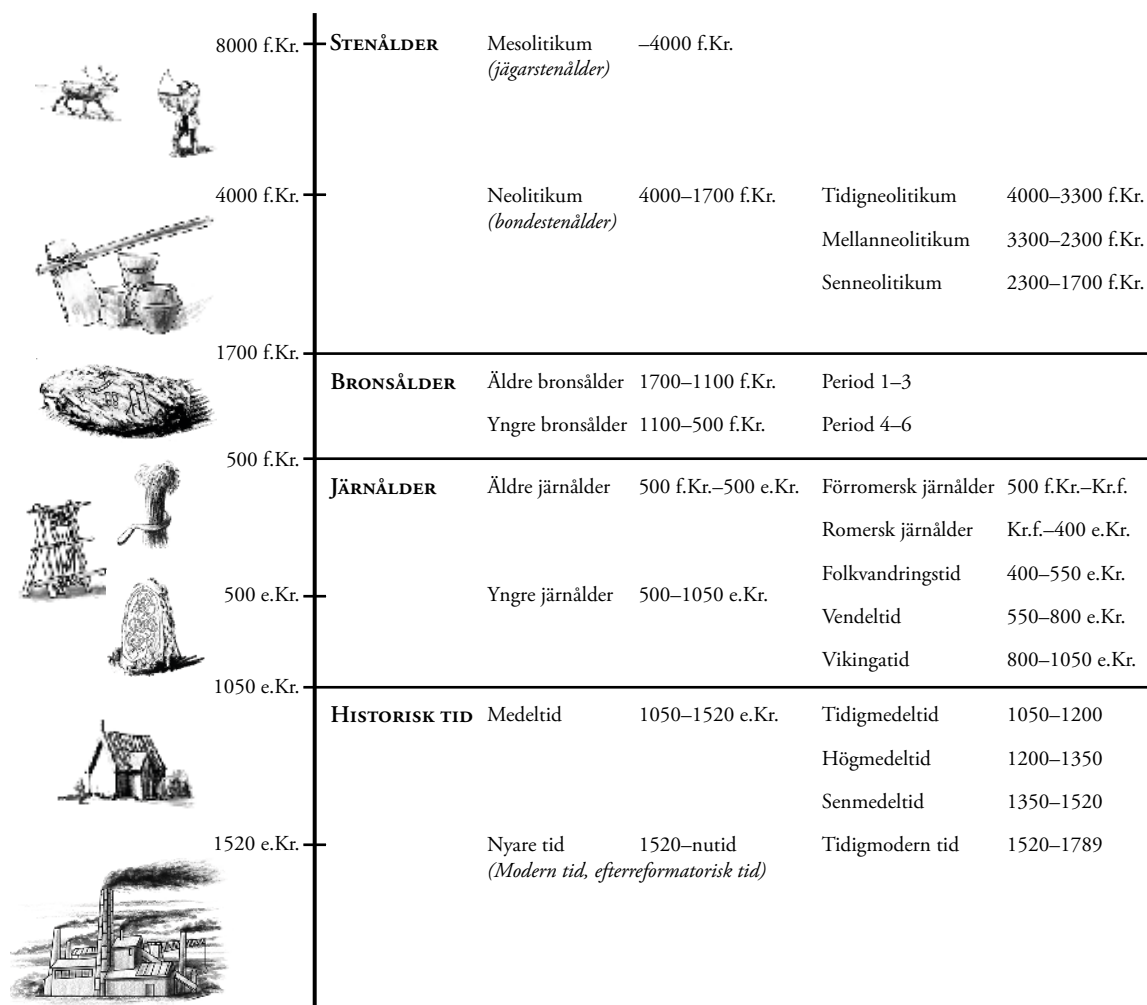 8000 f.Kr. STENÅLDER Mesolitikum –4000 f.Kr.
(jägarstenålder)
4000 f.Kr. Neolitikum 4000–1700 f.Kr. Tidigneolitikum 4000–3300 f.Kr.
(bondestenålder)
Mellanneolitikum 3300–2300 f.Kr.
Senneolitikum 2300–1700 f.Kr.
1700 f.Kr.
BRONSÅLDER Äldre bronsålder 1700–1100 f.Kr. Period 1–3
Yngre bronsålder 1100–500 f.Kr. Period 4–6
500 f.Kr.
JÄRNÅLDER Äldre järnålder 500 f.Kr.–500 e.Kr. Förromersk järnålder 500 f.Kr.–Kr.f.
Romersk järnålder Kr.f.–400 e.Kr.
Folkvandringstid 400–550 e.Kr.
500 e.Kr. Yngre järnålder 500–1050 e.Kr.
Vendeltid 550–800 e.Kr.
Vikingatid 800–1050 e.Kr.
1050 e.Kr.
HISTORISK TID Medeltid 1050–1520 e.Kr. Tidigmedeltid 1050–1200
Högmedeltid 1200–1350
Senmedeltid 1350–1520
1520 e.Kr. Nyare tid 1520–nutid Tidigmodern tid 1520–1789
(Modern tid, efterreformatorisk tid)